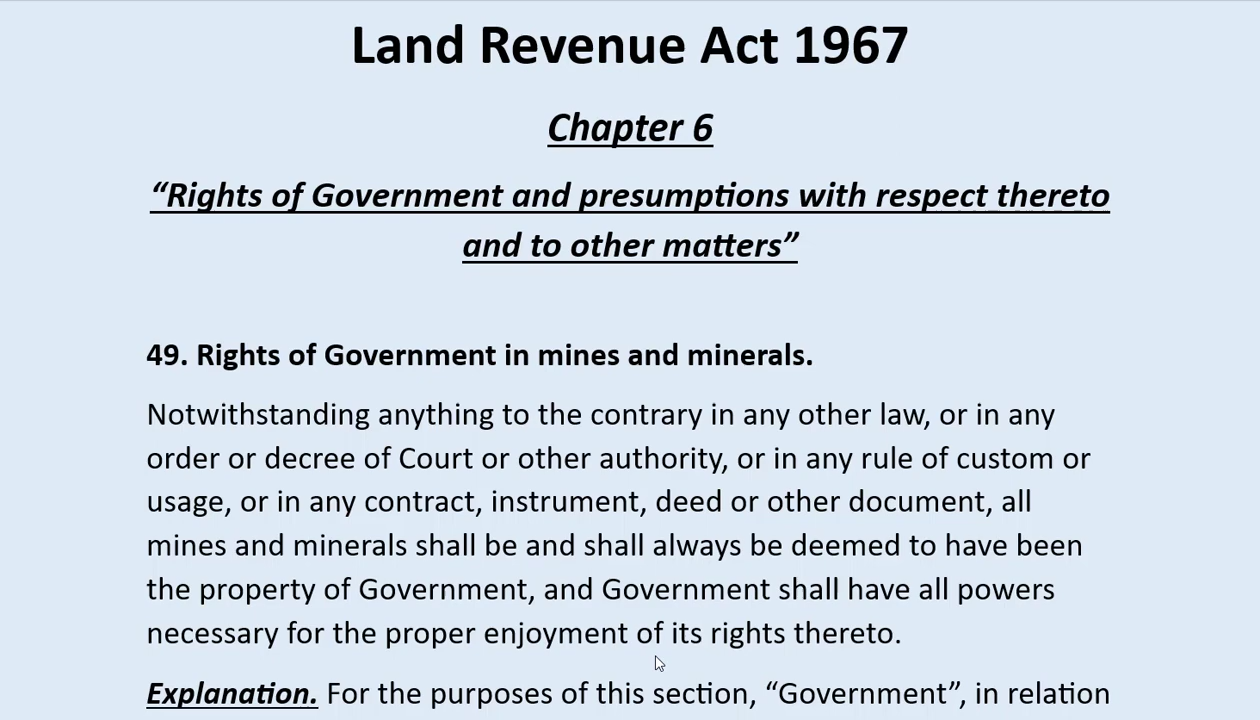 Land Revenue Act 1967
Chapter 6
“Rights of Government and presumptions with respect thereto
and to other matters”
49. Rights of Government in mines and minerals.
Notwithstanding anything to the contrary in any other law, or in any
order or decree of Court or other authority, or in any rule of custom or
usage, or in any contract, instrument, deed or other document, all
mines and minerals shall be and shall always be deemed to have been
the property of Government, and Government shall have all powers
necessary for the proper enjoyment of its rights thereto.
Explanation. For the purposes of this section, “Government”, in relation